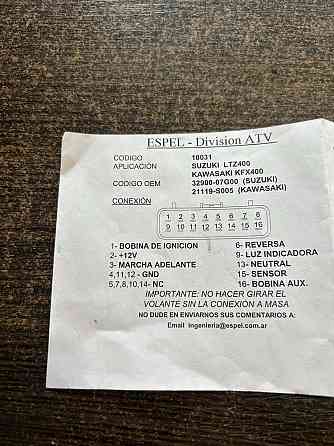 ESPEL - Division ATV
CODIGO 18031
APLICACIÓN SUZUKI LTZ400
KAWASAKI KFX400
CODIGO OEM 32900-07G00 (SUZUKI)
21119-S005 (KAWASAKI)
CONEXIÓN
1 2 3 4 5 6 7 8
9 10 11 12 13 14 15 16
1- BOBINA DE IGNICION
2- +12V
3- MARCHA ADELANTE
4,11,12 - GND
5,7,8,10,14- NC
6- REVERSA
9- LUZ INDICADORA
13- NEUTRAL
15- SENSOR
16- BOBINA AUX.
IMPORTANTE: NO HACER GIRAR EL
VOLANTE SIN LA CONEXION A MASA
NO DUDE EN ENVIARNOS SUS COMENTARIOS A:
Email ingenieria@espel.com.ar